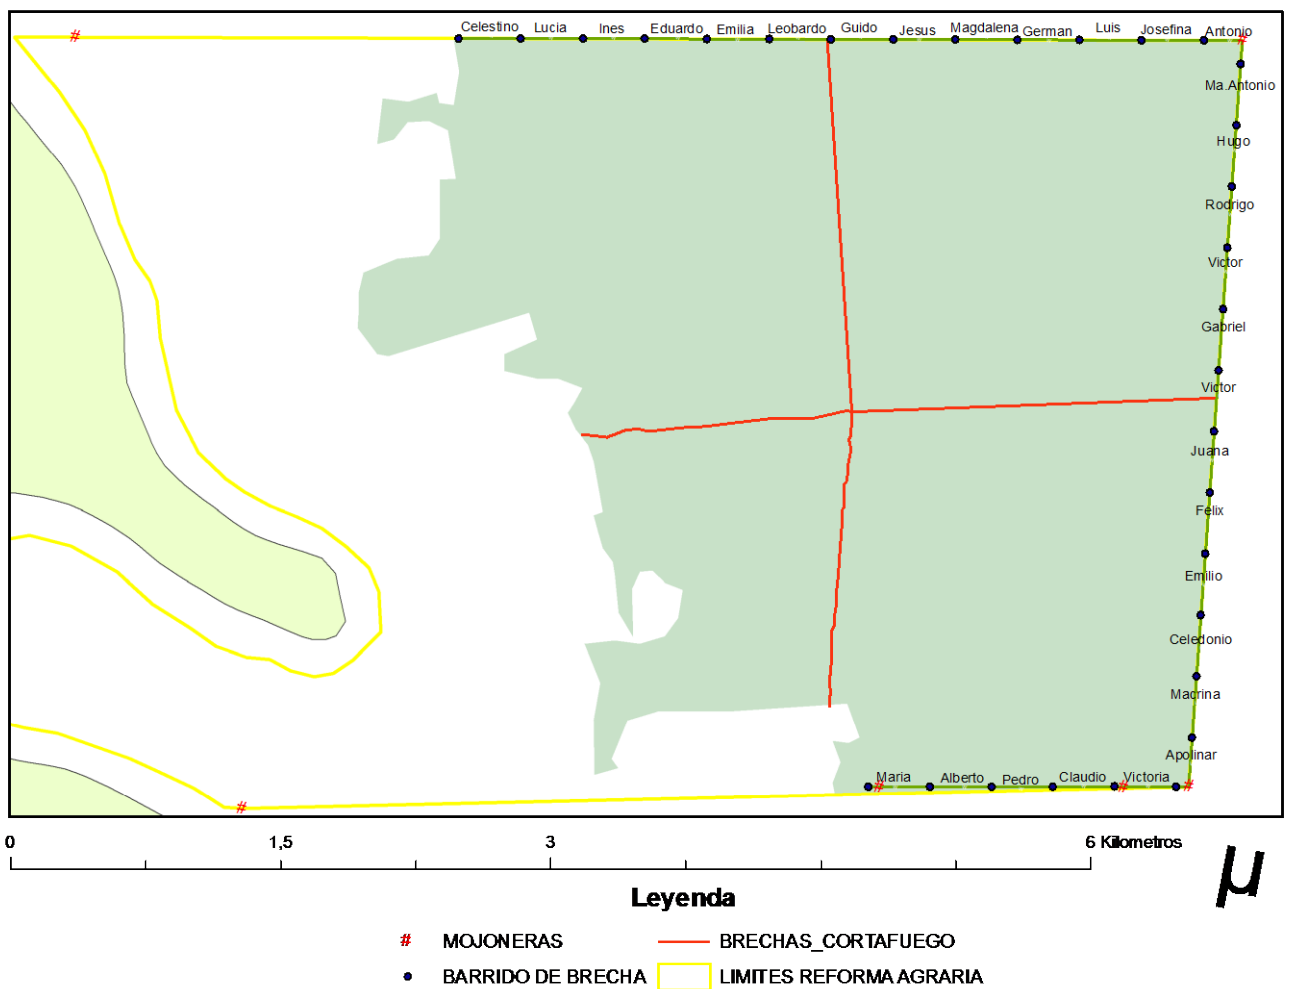 Celestino Lucia Ines Eduardo Emilia Leobardo Guido Jesus Magdalena German Luis Josefina Antonio
Ma.Antonio
Hugo
Rodrigo
Victor
Gabriel
Victor
Juana
Felix
Emilio
Celedonio
Macrina
Apolinar
Maria Alberto Pedro Claudio Victoria
0 1,5 3 6 Kilometros
µ
Leyenda
# MOJONERAS BRECHAS_CORTAFUEGO
BARRIDO DE BRECHA LIMITES REFORMA AGRARIA